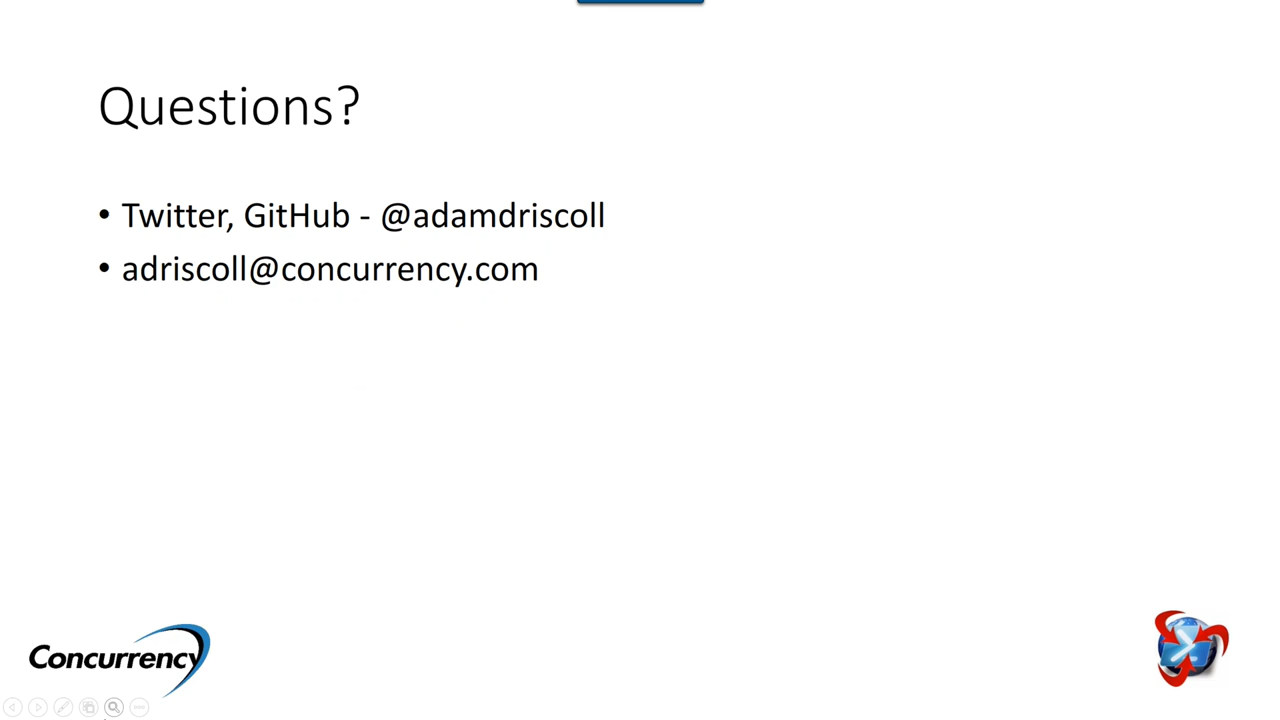 Questions?
• Twitter, GitHub - @adamdriscoll
• adriscoll@concurrency.com
Concurrency